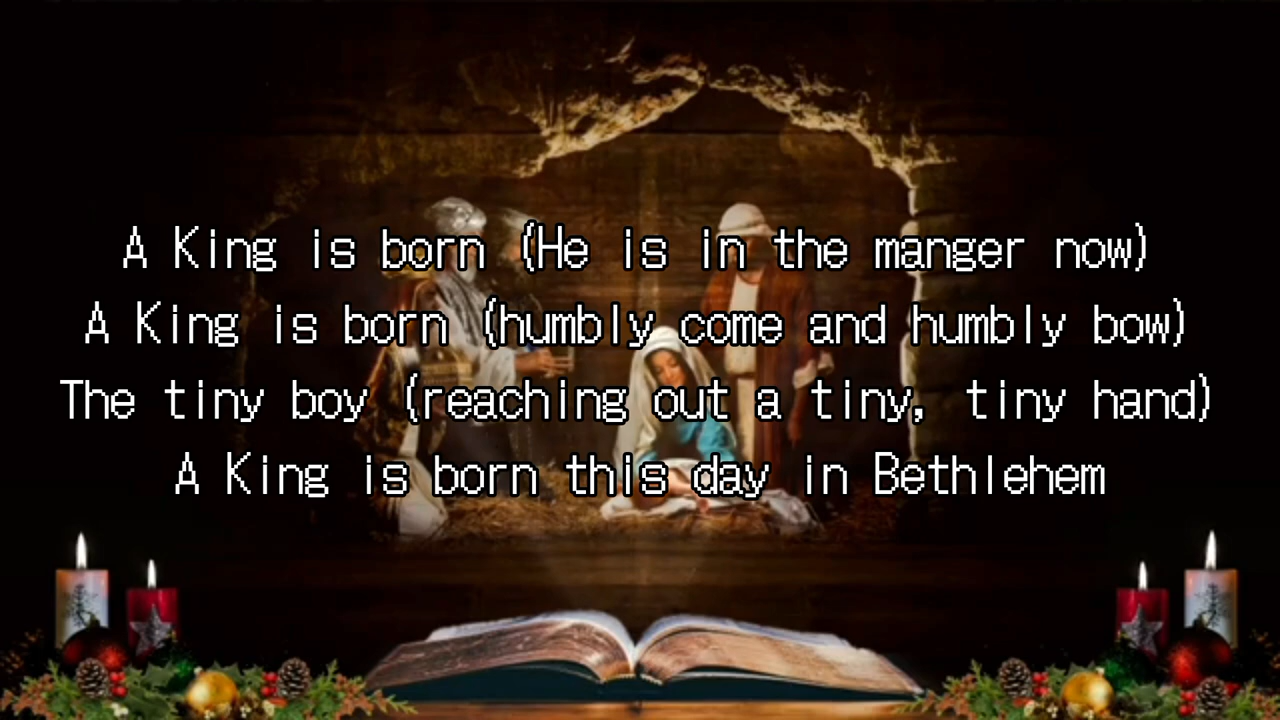 A King is born (He is in the manger now)
A King is born (humbly come and humbly bow)
The tiny boy (reaching out a tiny, tiny hand)
A King is born this day in Bethlehem